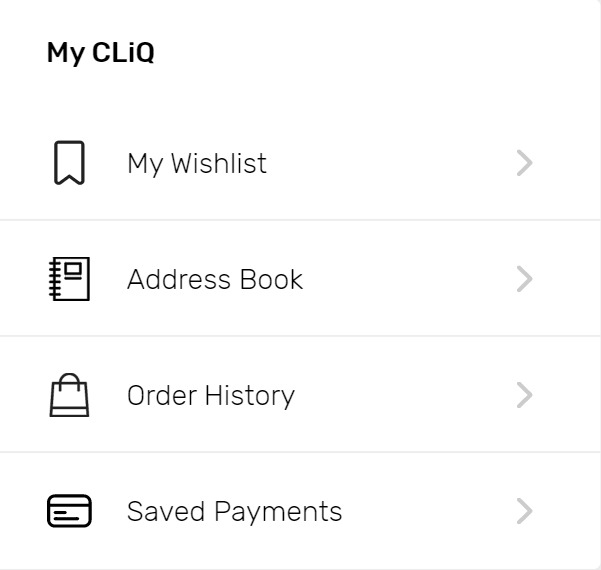 My CLiQ
My Wishlist
Address Book
Order History
Saved Payments